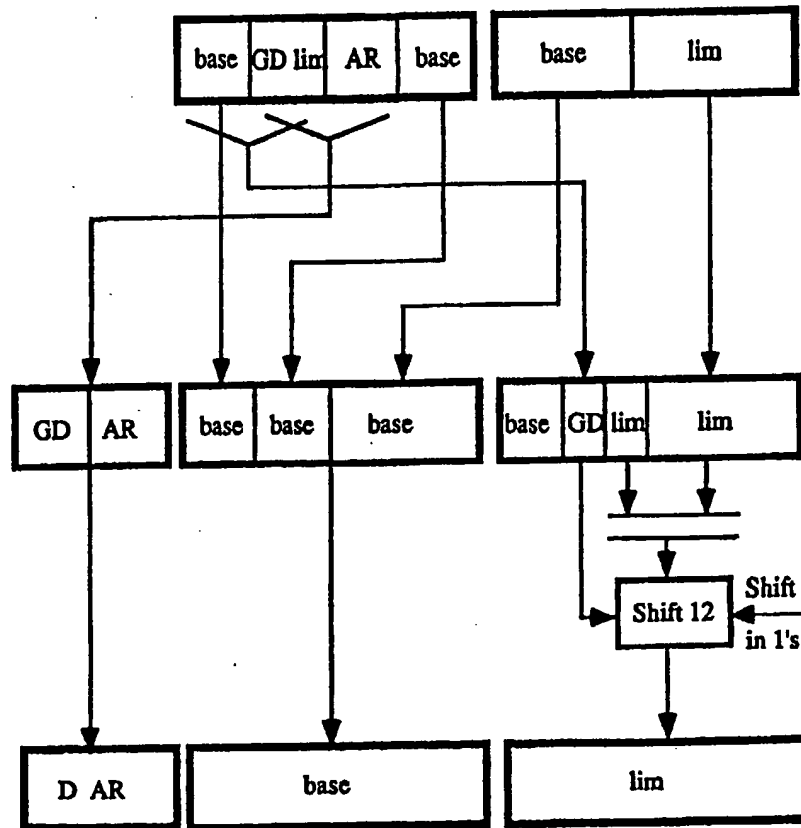 base GD lim AR base base lim
GD AR base base base base GD lim lim
Shift 12 Shift
in 1's
D AR base lim